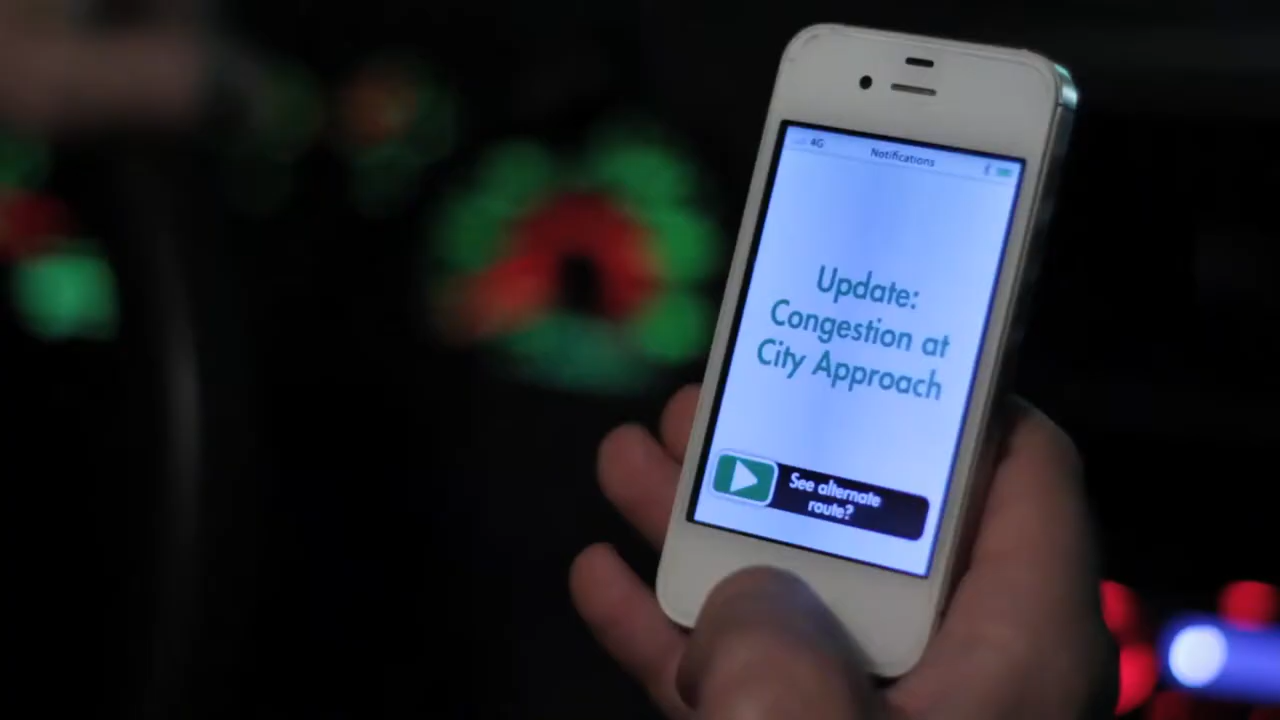 4G
Notifications
Update:
Congestion at
City Approach
See alternate
route?